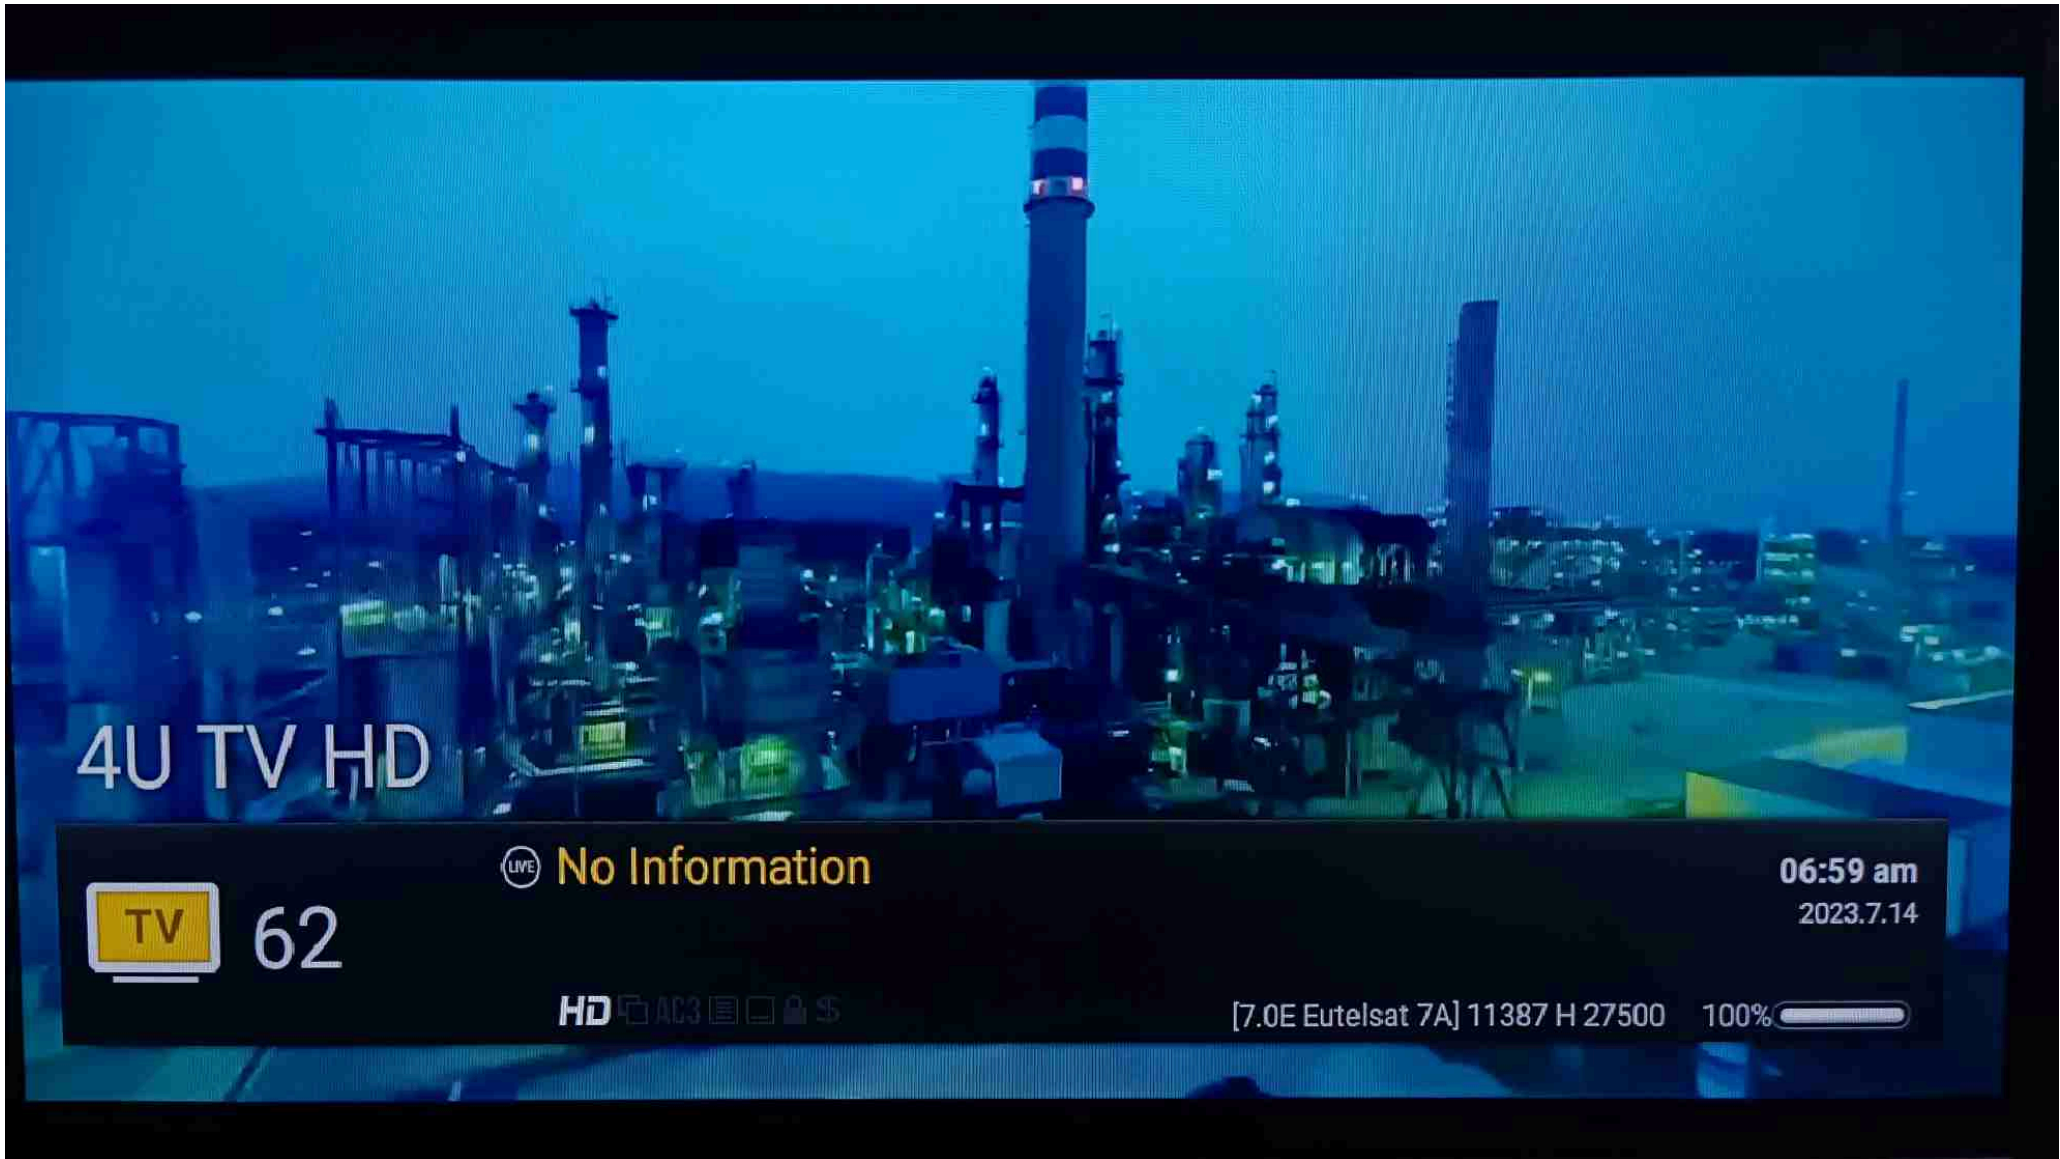 4U TV HD
LIVE No Information
06:59 am
2023.7.14
TV 62
HD AC3 $
[7.0E Eutelsat 7A] 11387 H 27500 100%